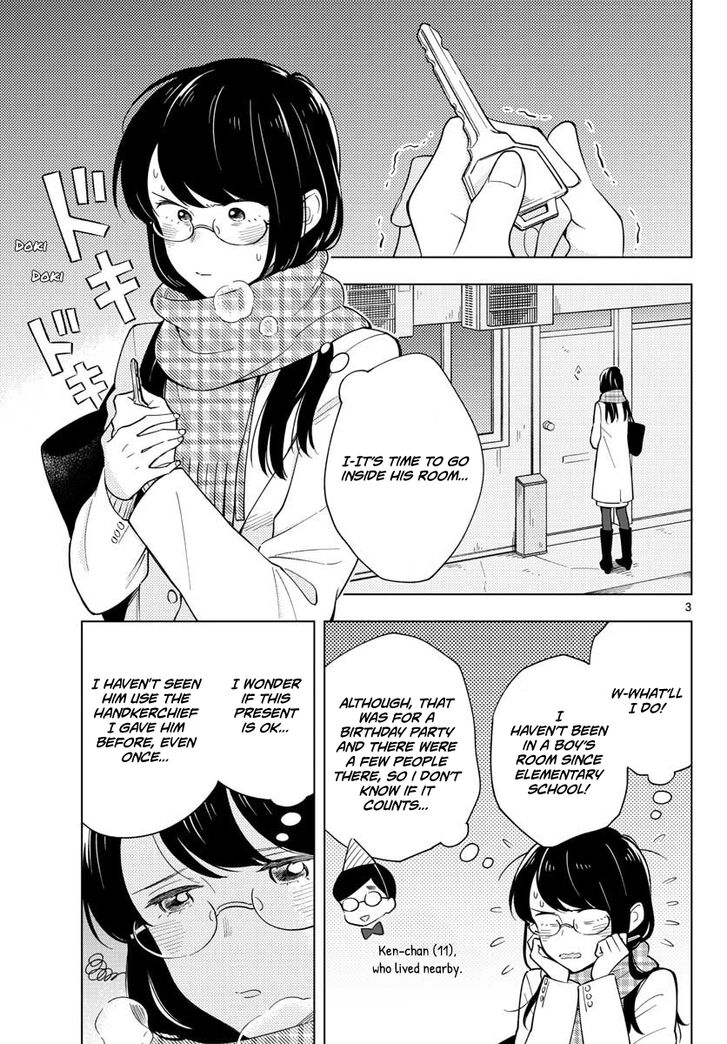 ドキ
ドキ
DOKI
DOKI
I-IT'S TIME TO GO
INSIDE HIS ROOM...
3
W-WHAT'LL
I DO!
I
HAVEN'T BEEN
IN A BOY'S
ROOM SINCE
ELEMENTARY
SCHOOL!
ALTHOUGH, THAT
WAS FOR A
BIRTHDAY PARTY
AND THERE WERE
A FEW PEOPLE
THERE, SO I DON'T
KNOW IF IT
COUNTS...
Ken-chan (11),
who lived nearby.
I WONDER
IF THIS
PRESENT
IS OK...
I HAVEN'T SEEN
HIM USE THE
HANDKERCHIEF
I GAVE HIM
BEFORE, EVEN
ONCE...